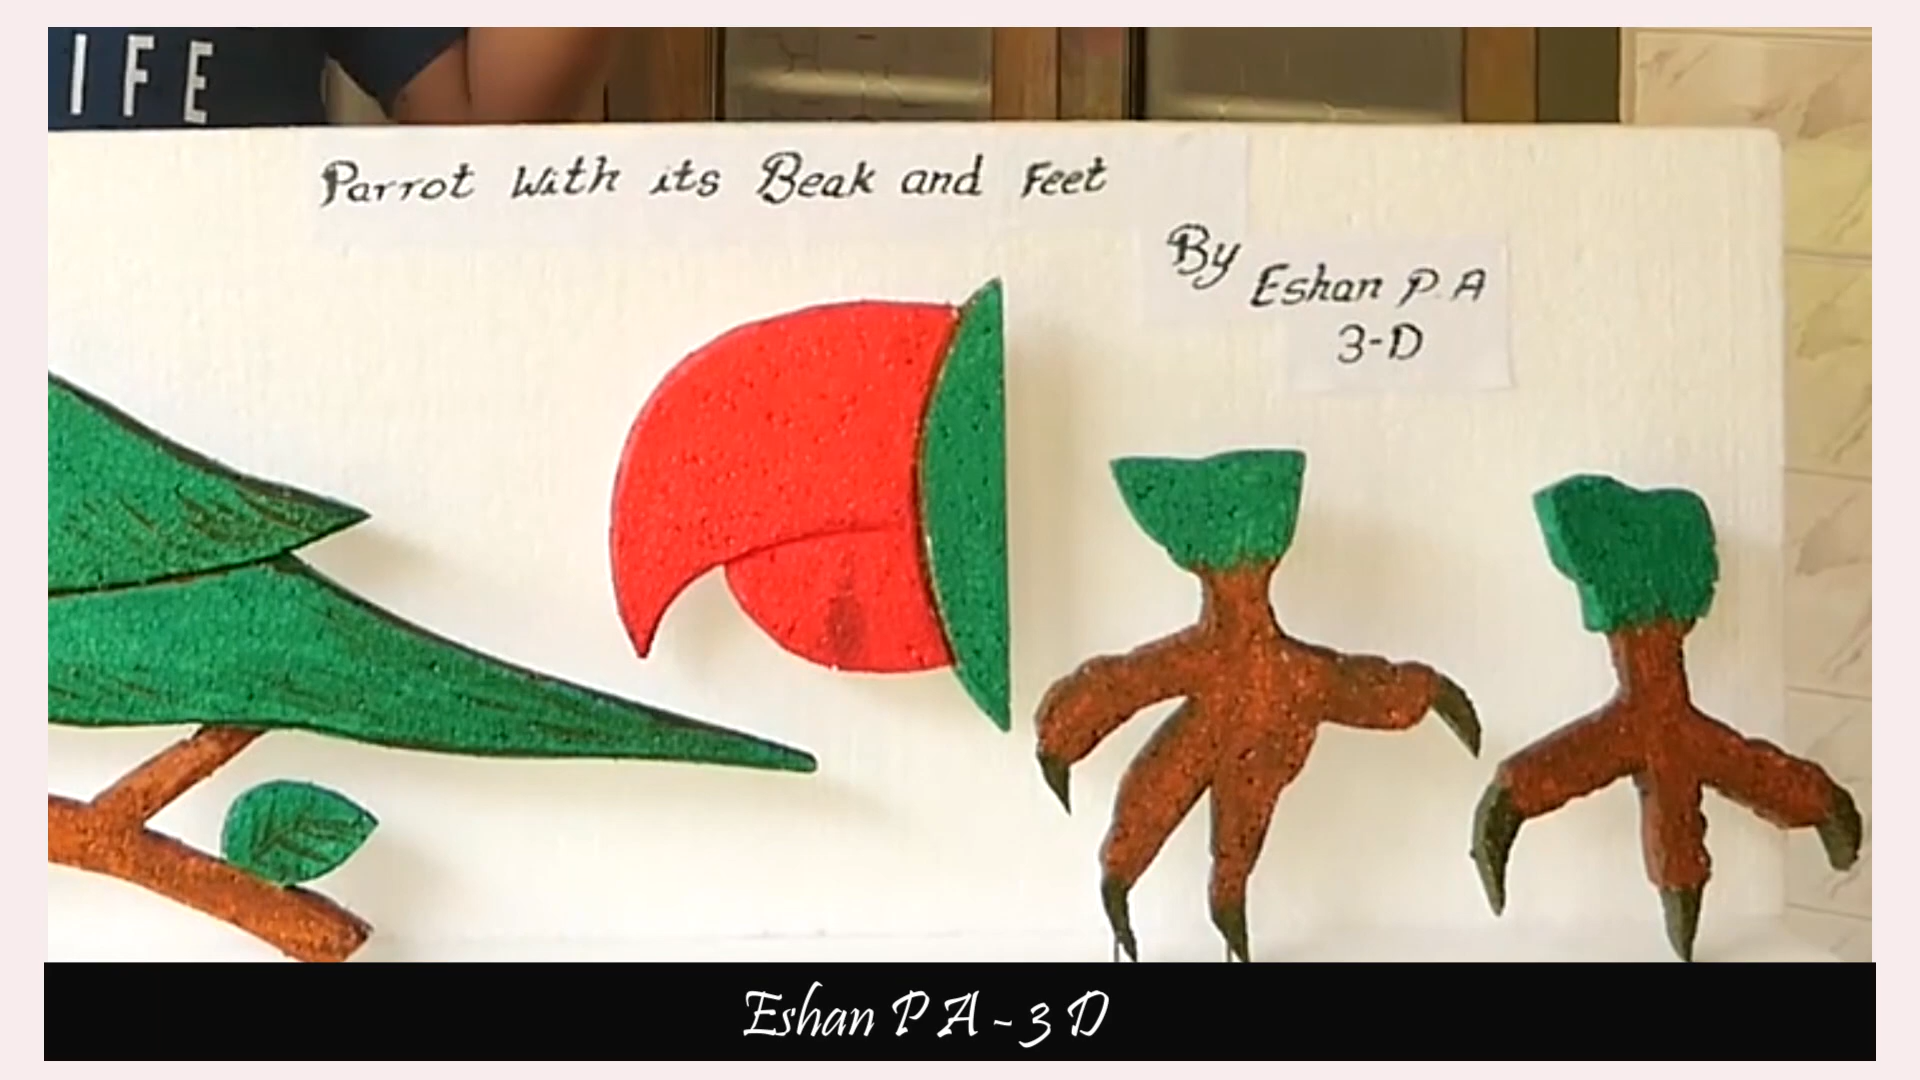 IFE
Parrot With its Beak and Feet
By Eshan P.A
3-D
Eshan P A - 3 D